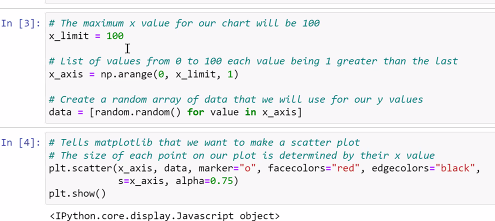 In [3]: # The maximum x value for our chart will be 100
x_limit = 100
# List of values from 0 to 100 each value being 1 greater than the last
x_axis = np.arange(0, x_limit, 1)
# Create a random array of data that we will use for our y values
data = [random.random() for value in x_axis]
In [4]: # Tells matplotlib that we want to make a scatter plot
# The size of each point on our plot is determined by their x value
plt.scatter(x_axis, data, marker="o", facecolors="red", edgecolors="black",
s=x_axis, alpha=0.75)
plt.show()
<IPython.core.display.Javascript object>